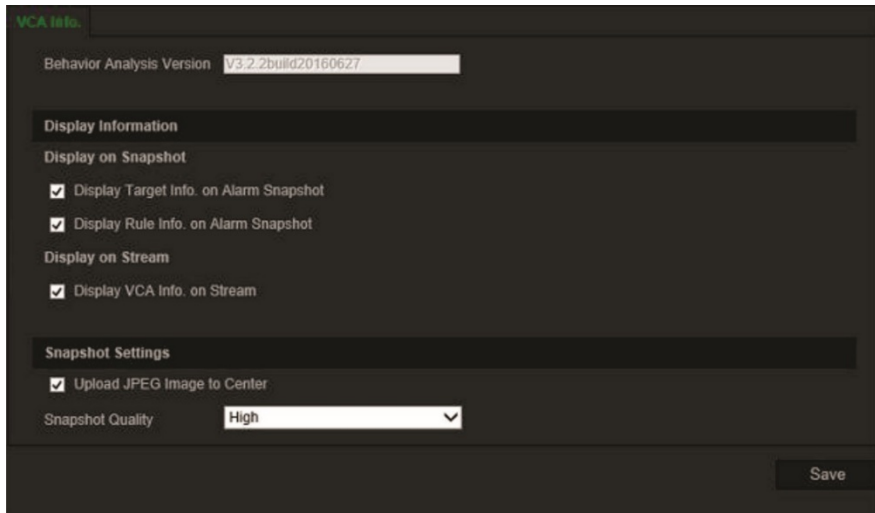 VCA Info.
Behavior Analysis Version V3.2.2build20160627
Display Information
Display on Snapshot
Display Target Info. on Alarm Snapshot
Display Rule Info. on Alarm Snapshot
Display on Stream
Display VCA Info. on Stream
Snapshot Settings
Upload JPEG Image to Center
Snapshot Quality High
Save